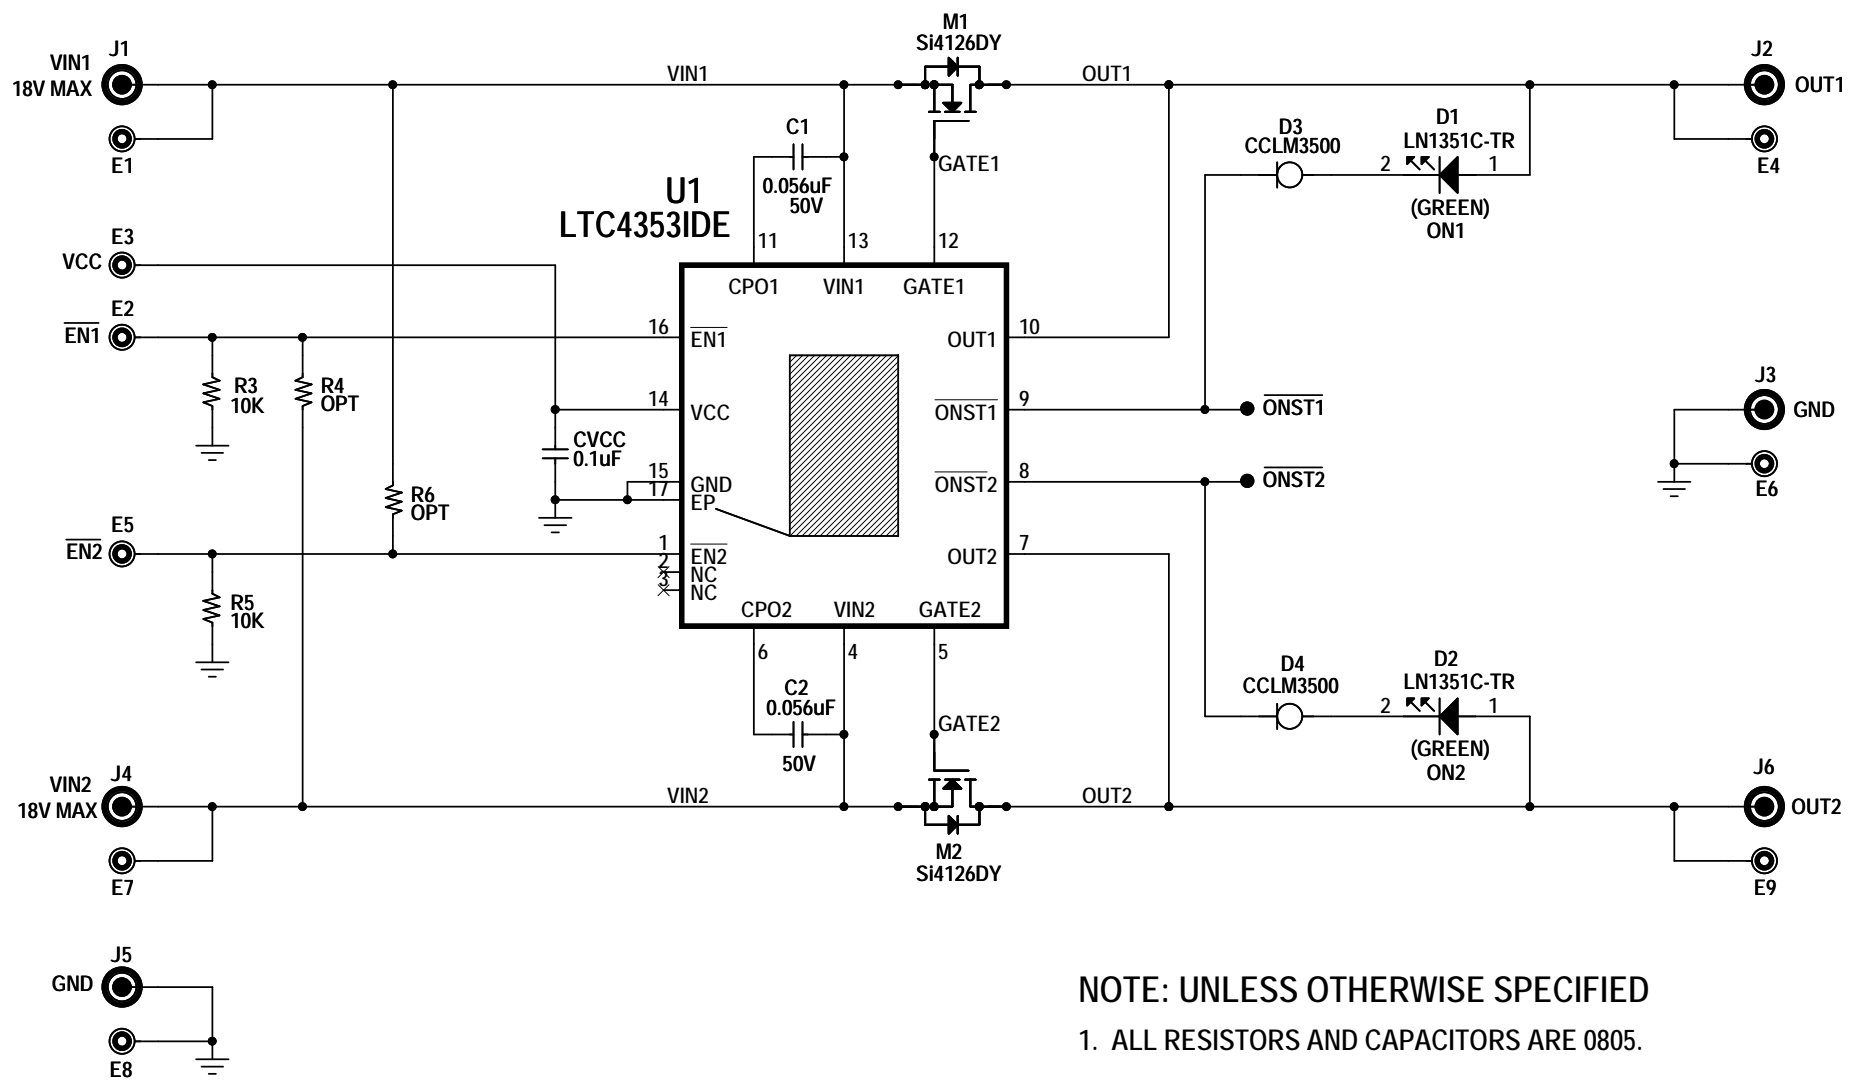 M1
Si4126DY
J1
VIN1
18V MAX
E1
VIN1
OUT1
J2
OUT1
E4
C1
0.056uF
50V
GATE1
D3
CCLM3500
D1
LN1351C-TR
2
1
(GREEN)
ON1
U1
LTC4353IDE
11
13
12
E3
VCC
E2
EN1
CPO1
VIN1
GATE1
16
EN1
OUT1
10
R3
10K
R4
OPT
14
VCC
ONST1
9
ONST1
J3
GND
E6
CVCC
0.1uF
15
GND
17
EP
ONST2
8
ONST2
R6
OPT
E5
EN2
1
EN2
2
NC
3
NC
OUT2
7
R5
10K
CPO2
VIN2
GATE2
6
4
5
C2
0.056uF
50V
GATE2
D4
CCLM3500
D2
LN1351C-TR
2
1
(GREEN)
ON2
J4
VIN2
18V MAX
E7
VIN2
OUT2
M2
Si4126DY
J6
OUT2
E9
J5
GND
E8
NOTE: UNLESS OTHERWISE SPECIFIED
1. ALL RESISTORS AND CAPACITORS ARE 0805.